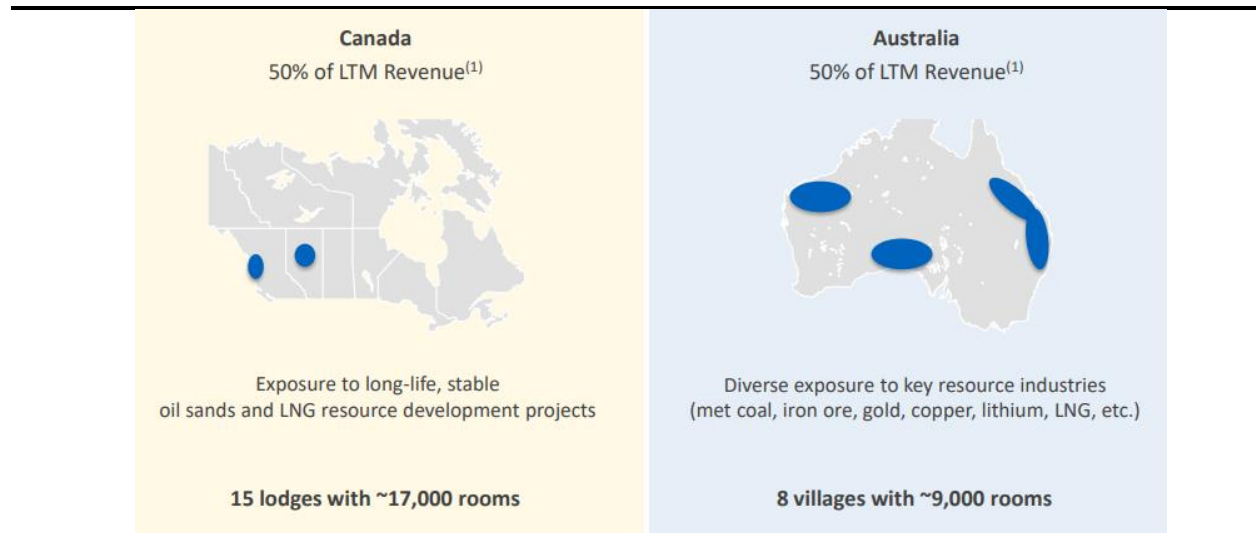 Canada
50% of LTM Revenue(1)
Exposure to long-life, stable
oil sands and LNG resource development projects
15 lodges with ~17,000 rooms
Australia
50% of LTM Revenue(1)
Diverse exposure to key resource industries
(met coal, iron ore, gold, copper, lithium, LNG, etc.)
8 villages with ~9,000 rooms